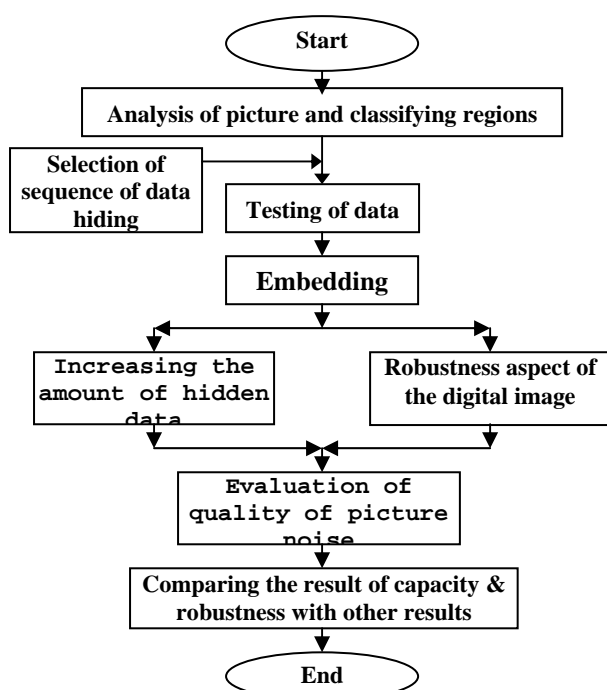 Start
Analysis of picture and classifying regions
Selection of
sequence of data
hiding
Testing of data
Embedding
Increasing the
amount of hidden
data
Robustness aspect of
the digital image
Evaluation of
quality of picture
noise
Comparing the result of capacity &
robustness with other results
End